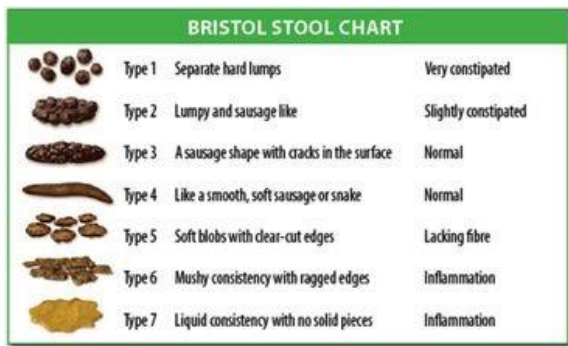 BRISTOL STOOL CHART
Type 1 Separate hard lumps Very constipated
Type 2 Lumpy and sausage like Slightly constipated
Type 3 A sausage shape with cracks in the surface Normal
Type 4 Like a smooth, soft sausage or snake Normal
Type 5 Soft blobs with clear-cut edges Lacking fibre
Type 6 Mushy consistency with ragged edges Inflammation
Type 7 Liquid consistency with no solid pieces Inflammation